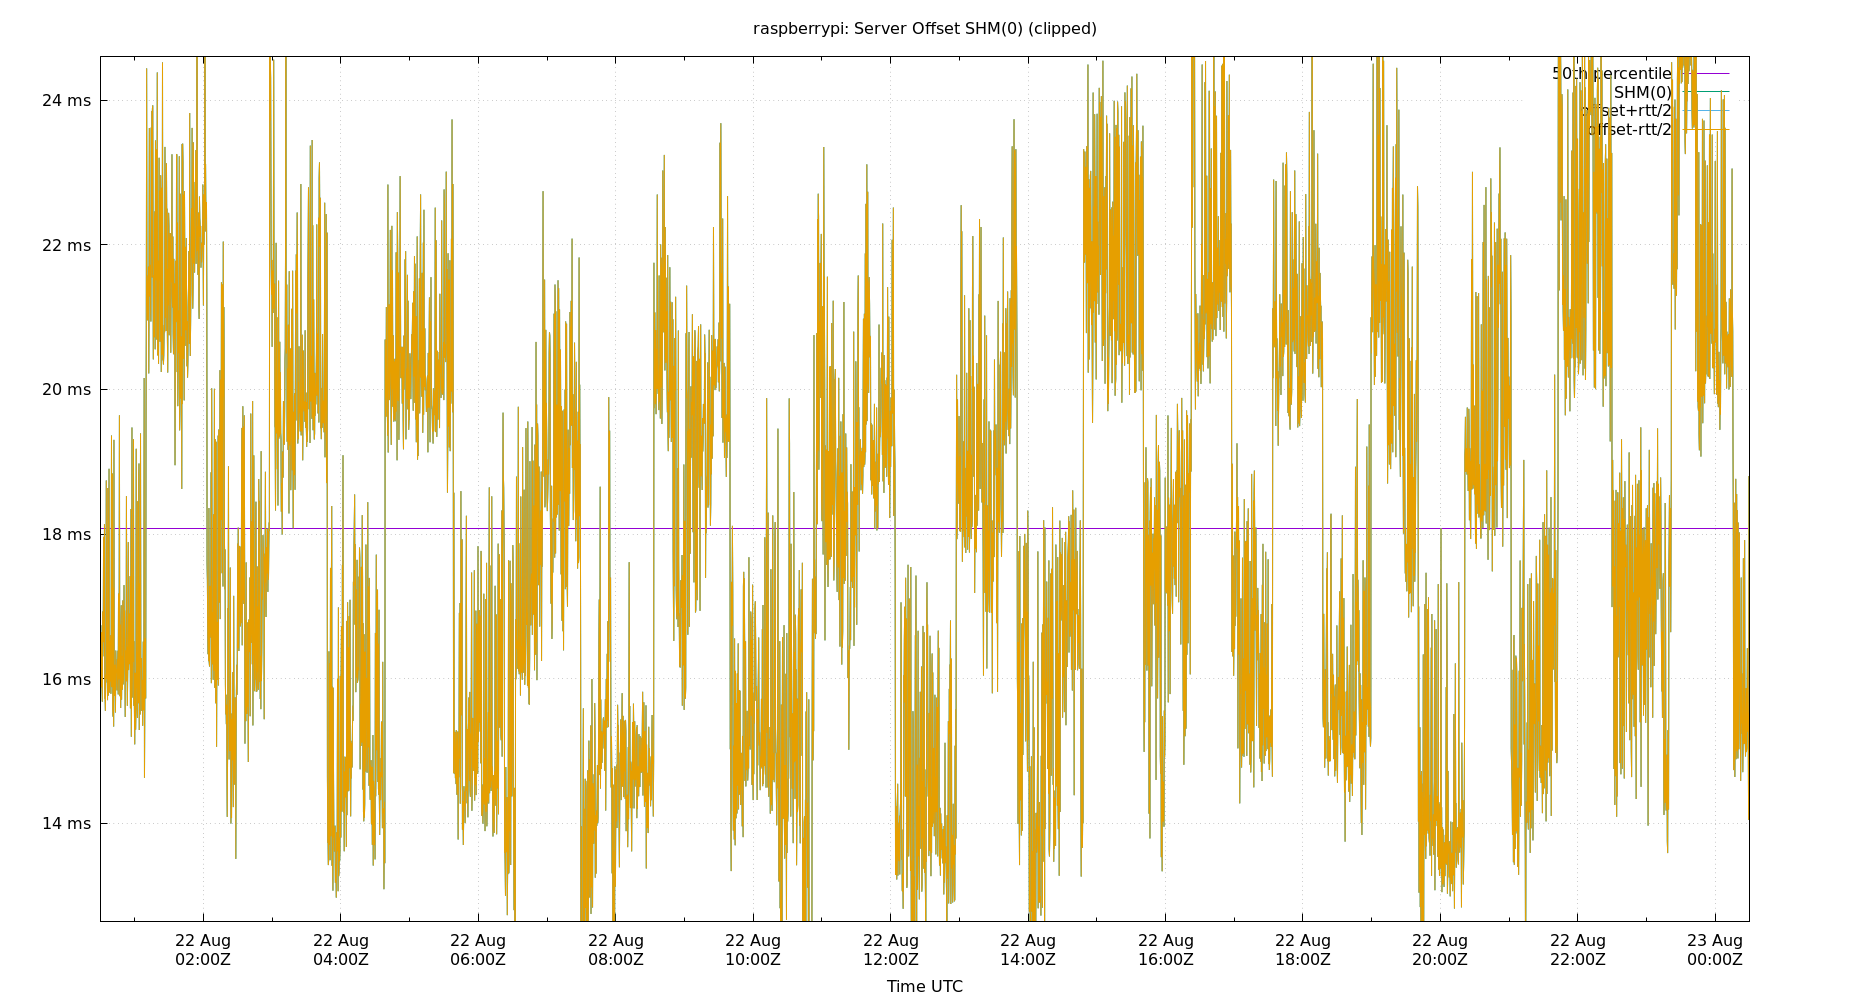 raspberrypi: Server Offset SHM(0) (clipped)
50th percentile
SHM(0)
offset+rtt/2
offset-rtt/2
24 ms
22 ms
20 ms
18 ms
16 ms
14 ms
22 Aug 22 Aug 22 Aug 22 Aug 22 Aug 22 Aug 22 Aug 22 Aug 22 Aug 22 Aug 22 Aug 23 Aug
02:00Z 04:00Z 06:00Z 08:00Z 10:00Z 12:00Z 14:00Z 16:00Z 18:00Z 20:00Z 22:00Z 00:00Z
Time UTC